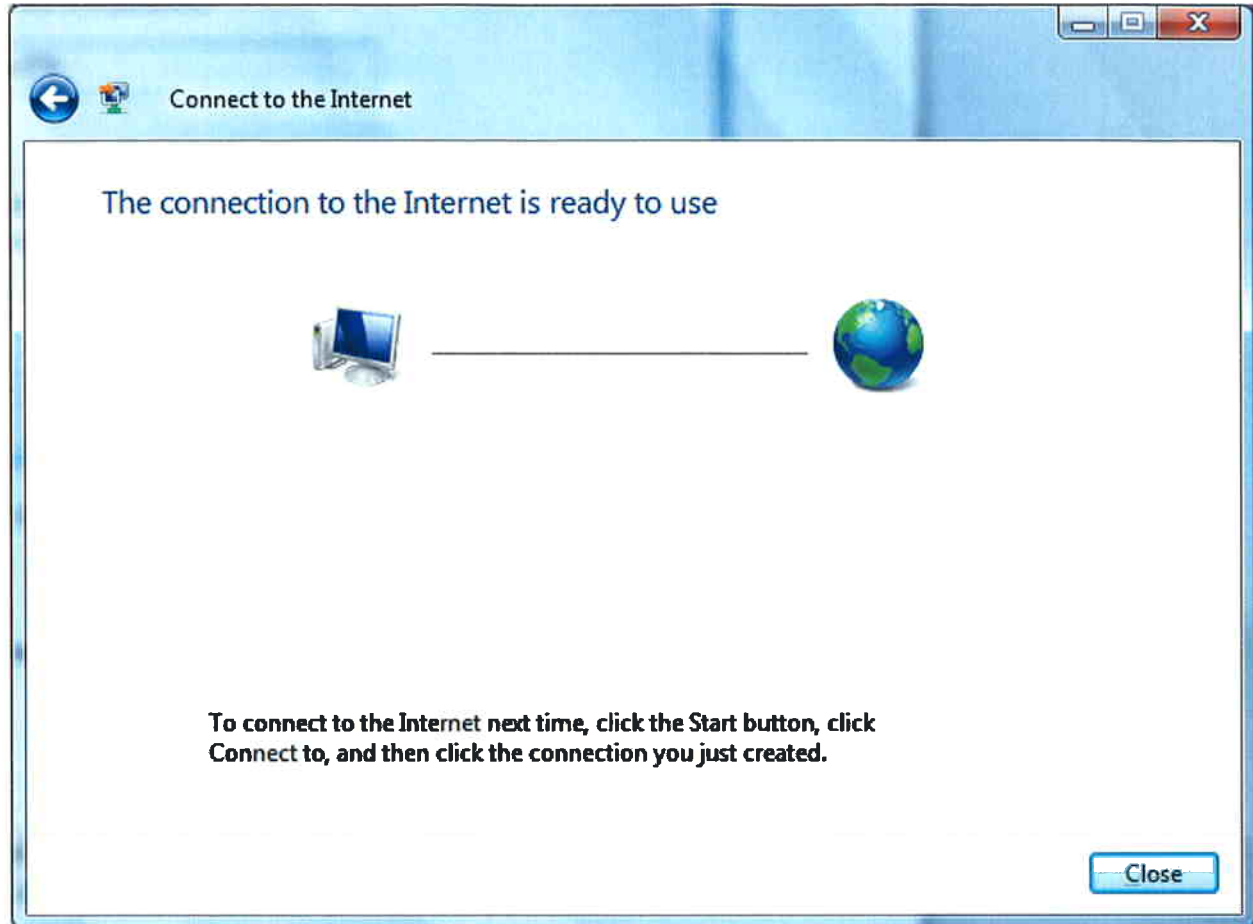 Connect to the Internet
The connection to the Internet is ready to use
To connect to the Internet next time, click the Start button, click
Connect to, and then click the connection you just created.
Close